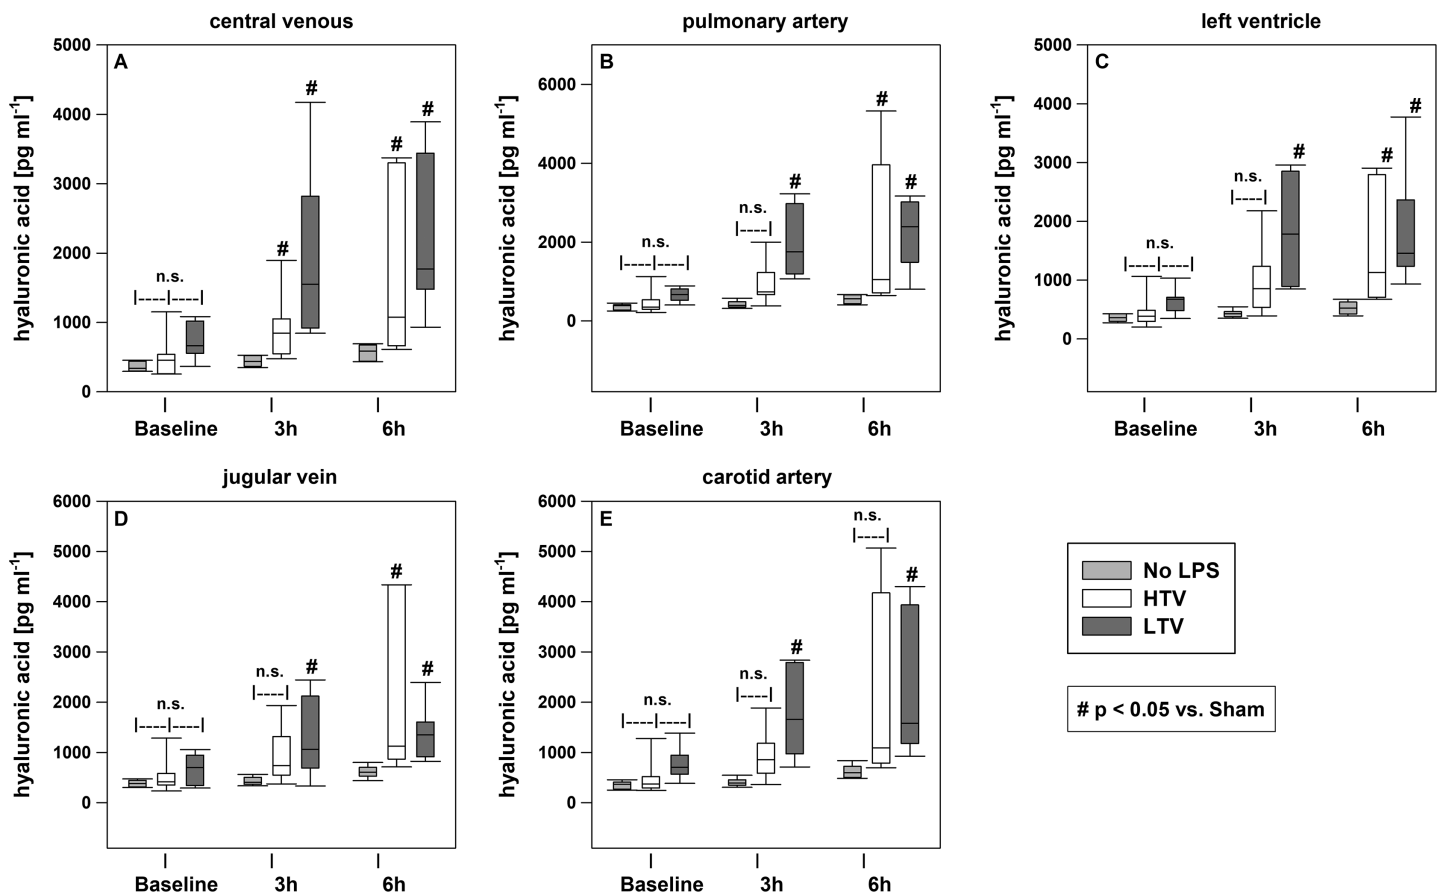 central venous
A
hyaluronic acid [pg ml⁻¹]
5000
4000
3000
2000
1000
0
n.s.
#
#
#
#
Baseline 3h 6h
pulmonary artery
B
hyaluronic acid [pg ml⁻¹]
6000
4000
2000
0
n.s.
n.s.
#
#
#
Baseline 3h 6h
left ventricle
C
hyaluronic acid [pg ml⁻¹]
5000
4000
3000
2000
1000
0
n.s.
n.s.
#
#
#
Baseline 3h 6h
jugular vein
D
hyaluronic acid [pg ml⁻¹]
6000
5000
4000
3000
2000
1000
0
n.s.
n.s.
#
#
#
Baseline 3h 6h
carotid artery
E
hyaluronic acid [pg ml⁻¹]
6000
5000
4000
3000
2000
1000
0
n.s.
n.s.
#
n.s.
#
Baseline 3h 6h
No LPS
HTV
LTV
# p < 0.05 vs. Sham